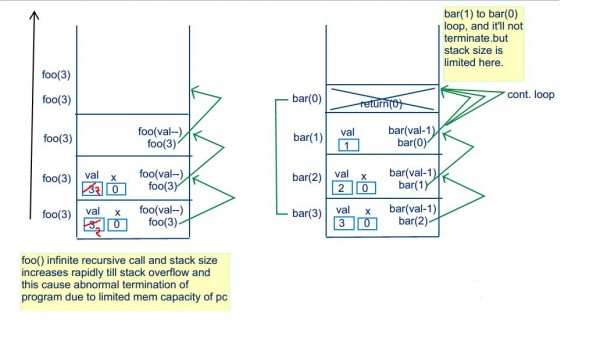 bar(1) to bar(0)
loop, and it'll not
terminate.but
stack size is
limited here.
foo(3)
foo(3)
bar(0)
return(0)
cont. loop
foo(3)
foo(val--)
foo(3)
bar(1)
val
1
bar(val-1)
bar(0)
foo(3)
val x
3 2 0
foo(val--)
foo(3)
bar(2)
val x
2 0
bar(val-1)
bar(1)
foo(3)
val x
3 2 0
foo(val--)
foo(3)
bar(3)
val x
3 0
bar(val-1)
bar(2)
foo() infinite recursive call and stack size
increases rapidly till stack overflow and
this cause abnormal termination of
program due to limited mem capacity of pc